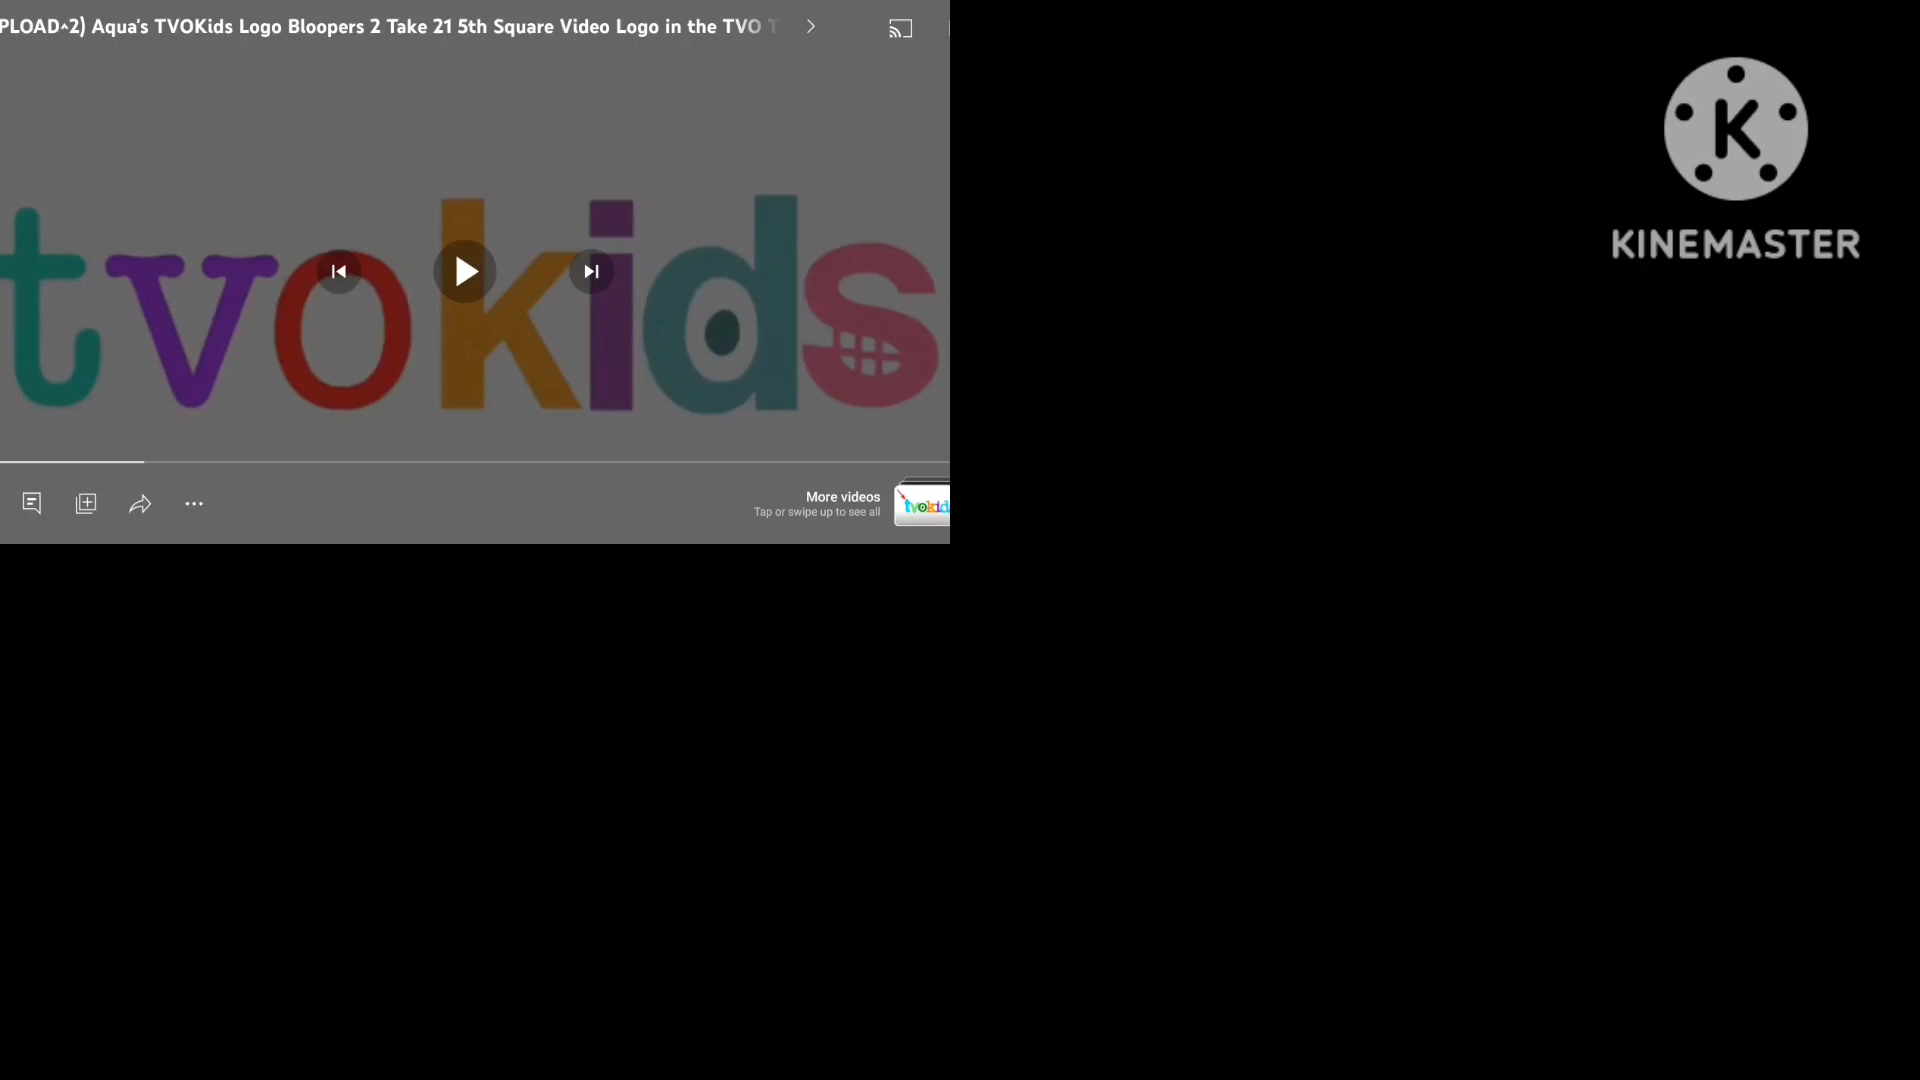 PLOAD^2) Aqua's TVOKids Logo Bloopers 2 Take 21 5th Square Video Logo in the TVO T
K
KINEMASTER
tvokids
More videos
Tap or swipe up to see all
tvokids